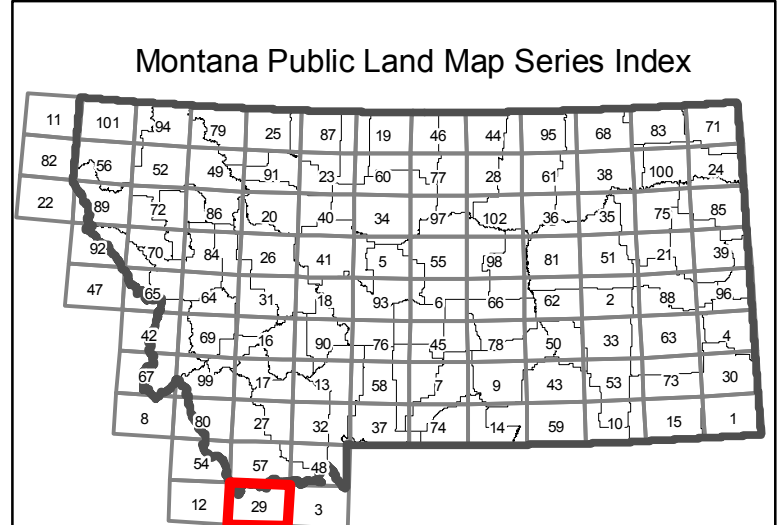 Montana Public Land Map Series Index
11 101 94 79 25 87 19 46 44 95 68 83 71
82 56 52 49 91 23 60 77 28 61 38 100 24
22 89 72 86 20 40 34 97 102 36 35 75 85
92 70 84 26 41 5 55 98 81 51 21 39
47 65 64 31 18 93 6 66 62 2 88 96
42 69 16 90 76 45 78 50 33 63 4
67 99 17 13 58 7 9 43 53 73 30
8 80 27 32 37 74 14 59 10 15 1
54 57 48
12 29 3